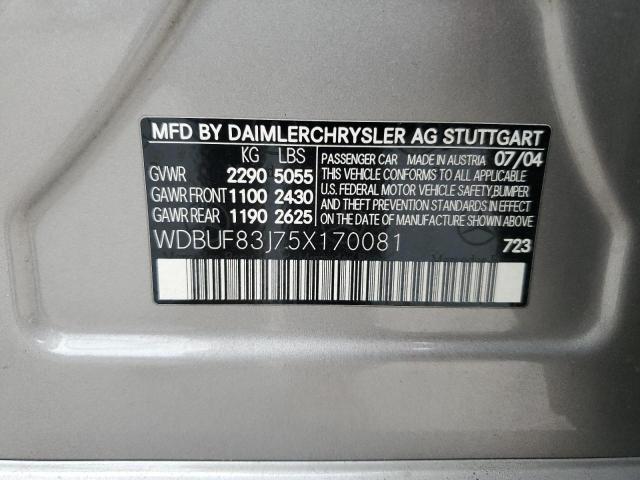 MFD BY DAIMLERCHRYSLER AG STUTTGART
KG LBS
GVWR 2290 5055
GAWR FRONT 1100 2430
GAWR REAR 1190 2625
PASSENGER CAR MADE IN AUSTRIA 07/04
THIS VEHICLE CONFORMS TO ALL APPLICABLE
U.S. FEDERAL MOTOR VEHICLE SAFETY,BUMPER
AND THEFT PREVENTION STANDARDS
IN EFFECT ON THE DATE OF
MANUFACTURE SHOWN ABOVE.
WDBUF83J75X170081
723